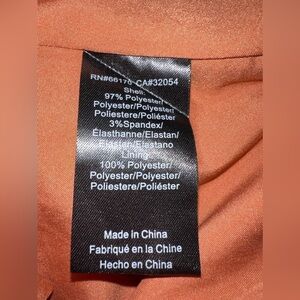 RN#66170 CA#32054
Shell:
97% Polyester/
Polyester/Polyester/
Poliestere/Poliéster
3%Spandex/
Élasthanne/Elastan/
Elastan/Elastano
Lining:
100% Polyester/
Polyester/Polyester/
Poliestere/Poliéster
Made in China
Fabriqué en la Chine
Hecho en China